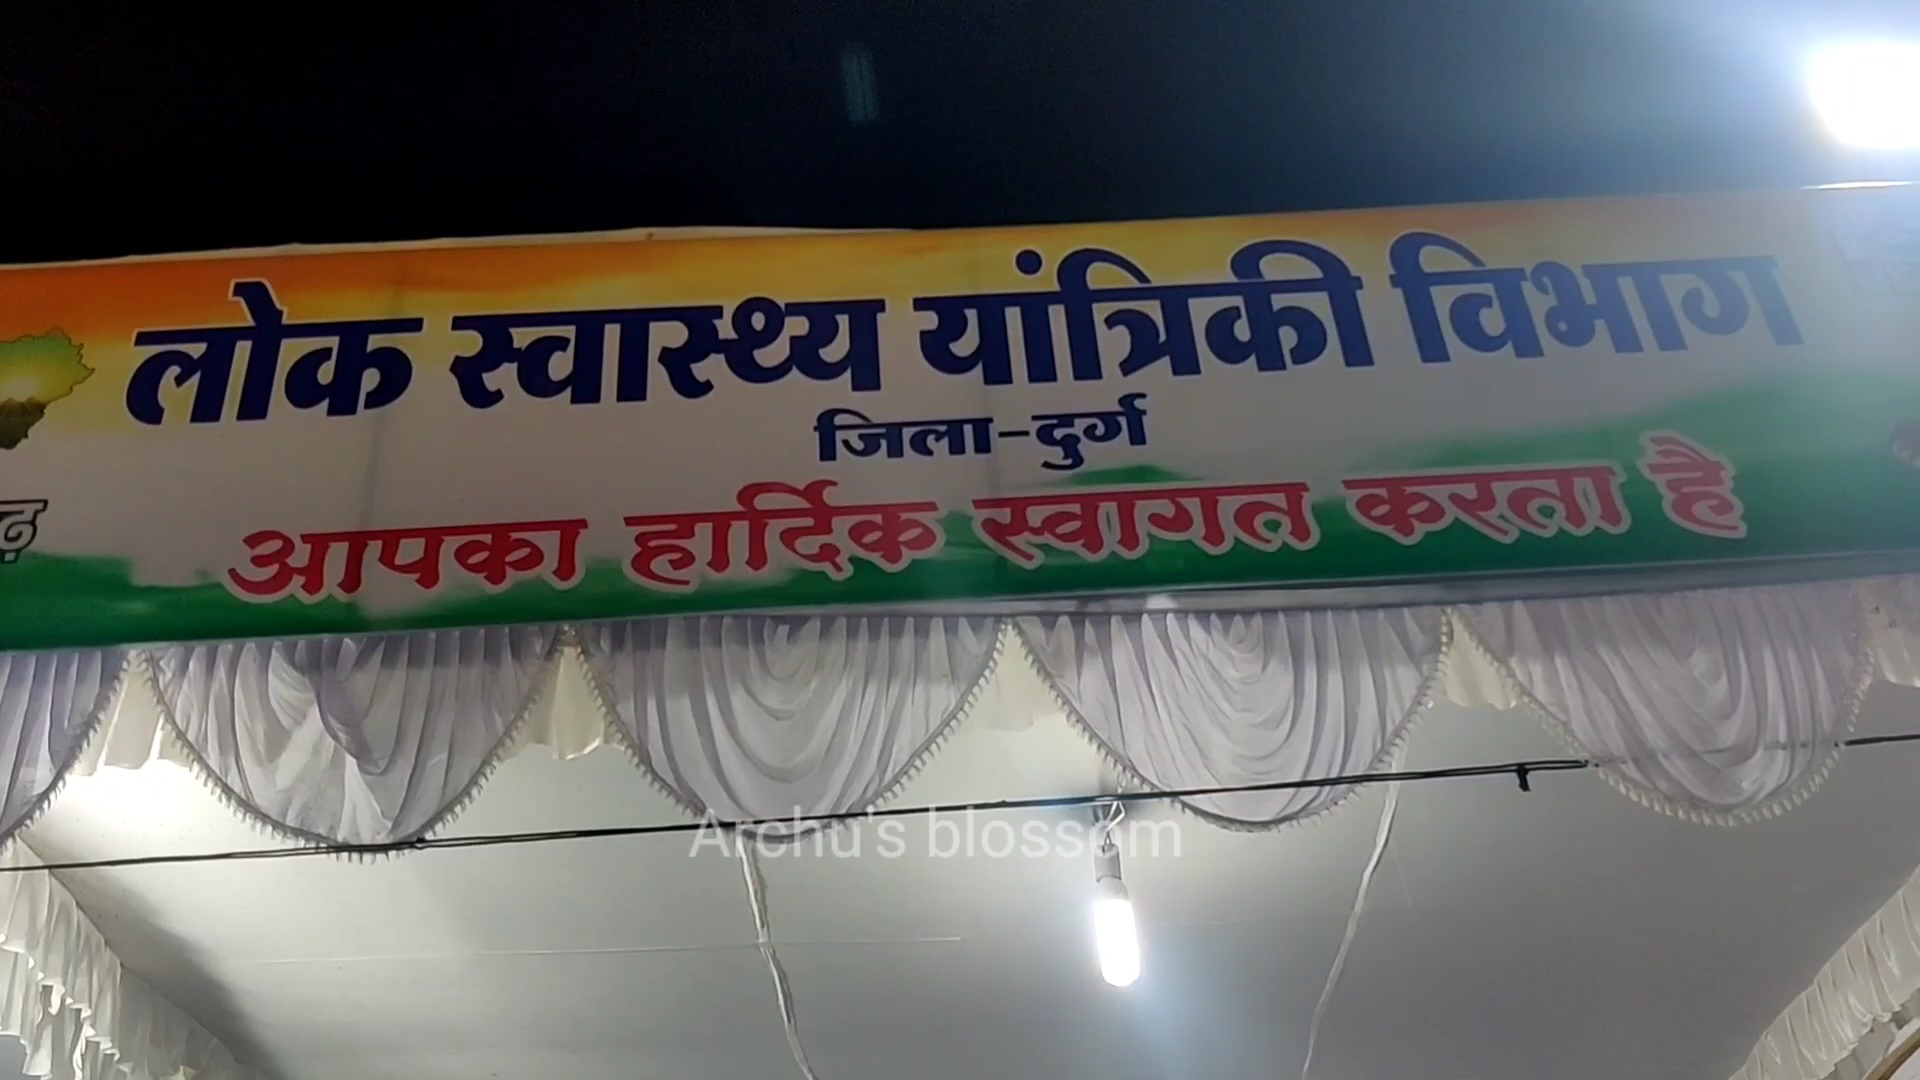 लोक स्वास्थ्य यांत्रिकी विभाग
जिला-दुर्ग
आपका हार्दिक स्वागत करता है
Archu's blossom